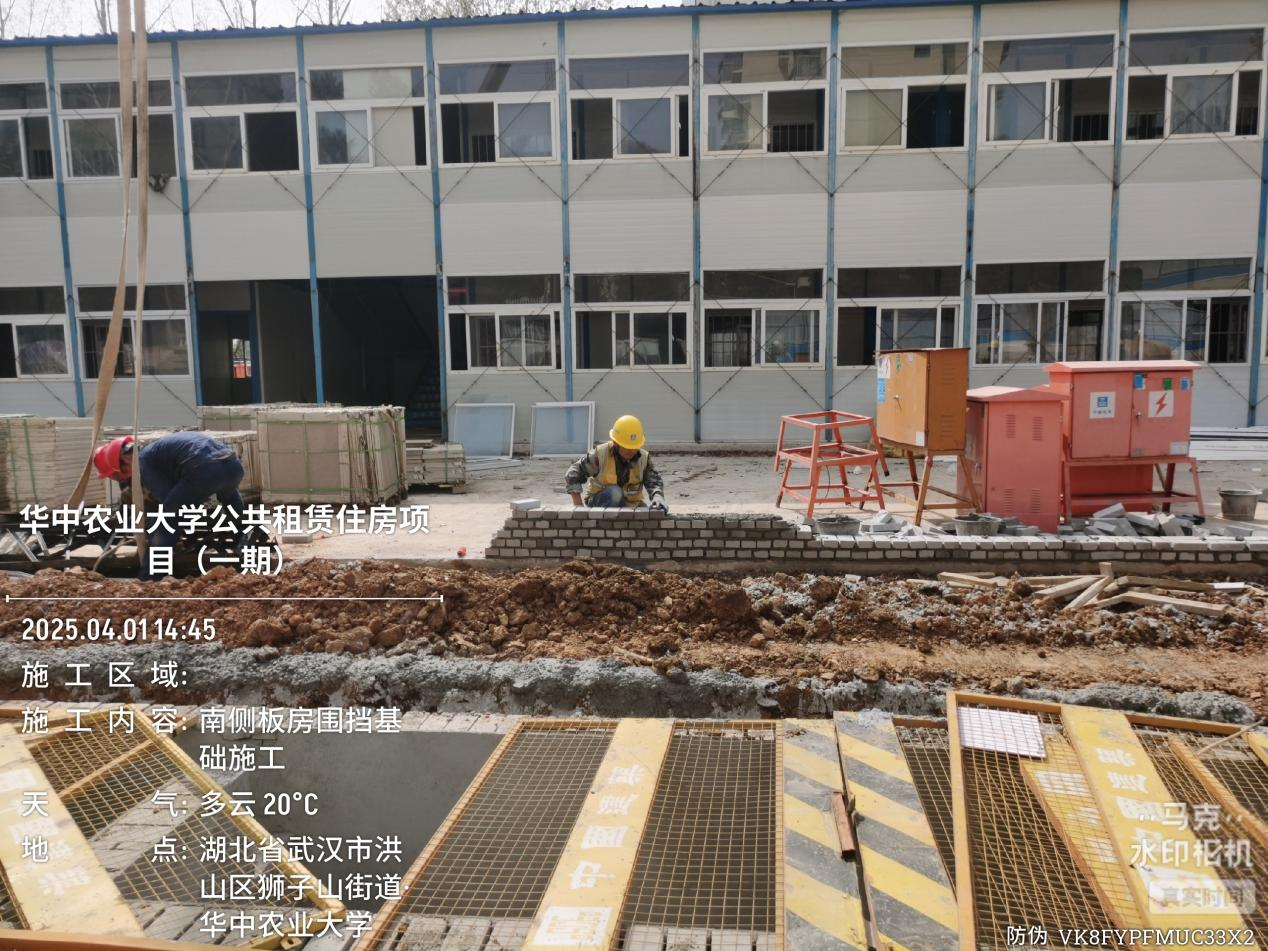 华中农业大学公共租赁住房项
目（一期）
2025.04.01 14:45
施工区域:
施工内容: 南侧板房围挡基
础施工
天气: 多云 20°C
地点: 湖北省武汉市洪
山区狮子山街道·
华中农业大学
马克
水印相机
真实时间
防伪 VK8FYPFMUC33X2